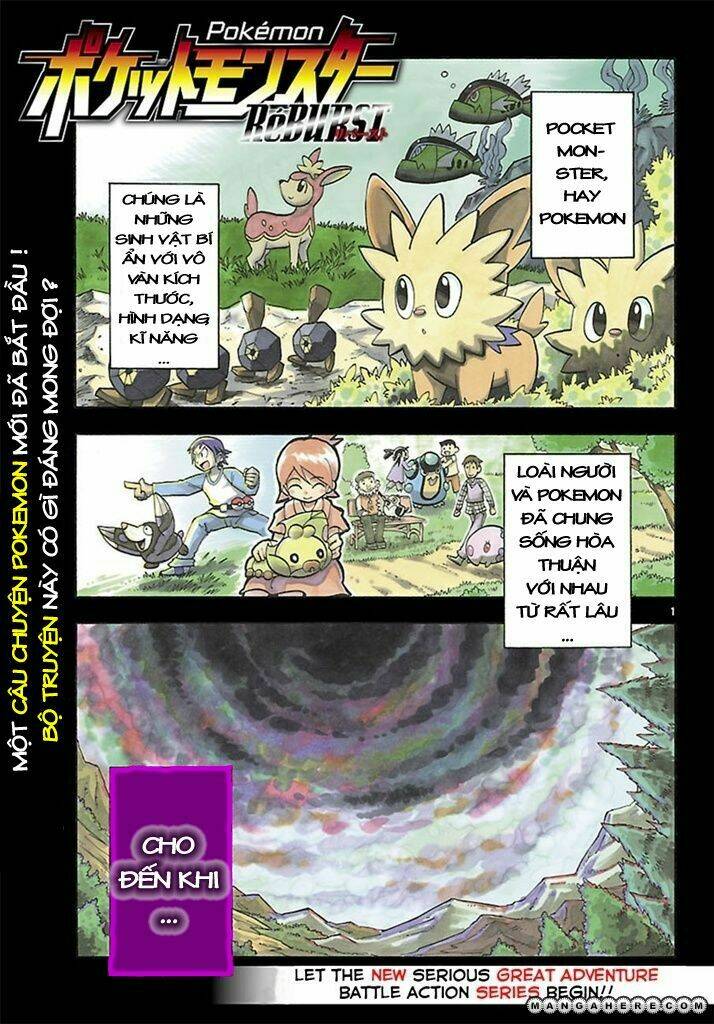 Pokémon
ポケットモンスター
RéBURST
リバースト
POCKET
MON-
STER,
HAY
POKEMON
CHÚNG LÀ
NHỮNG
SINH VẬT BÍ
ẨN VỚI VÔ
VÀN KÍCH
THƯỚC,
HÌNH DẠNG,
KĨ NĂNG
...
MỘT CÂU CHUYỆN POKEMON MỚI ĐÃ BẮT ĐẦU !
BỘ TRUYỆN NÀY CÓ GÌ ĐÁNG MONG ĐỢI ?
LOÀI NGƯỜI
VÀ POKEMON
ĐÃ CHUNG
SỐNG HÒA
THUẬN
VỚI NHAU
TỪ RẤT LÂU
...
1
CHO
ĐẾN KHI
...
LET THE NEW SERIOUS GREAT ADVENTURE
BATTLE ACTION SERIES BEGIN!!
MANGAHERE.COM